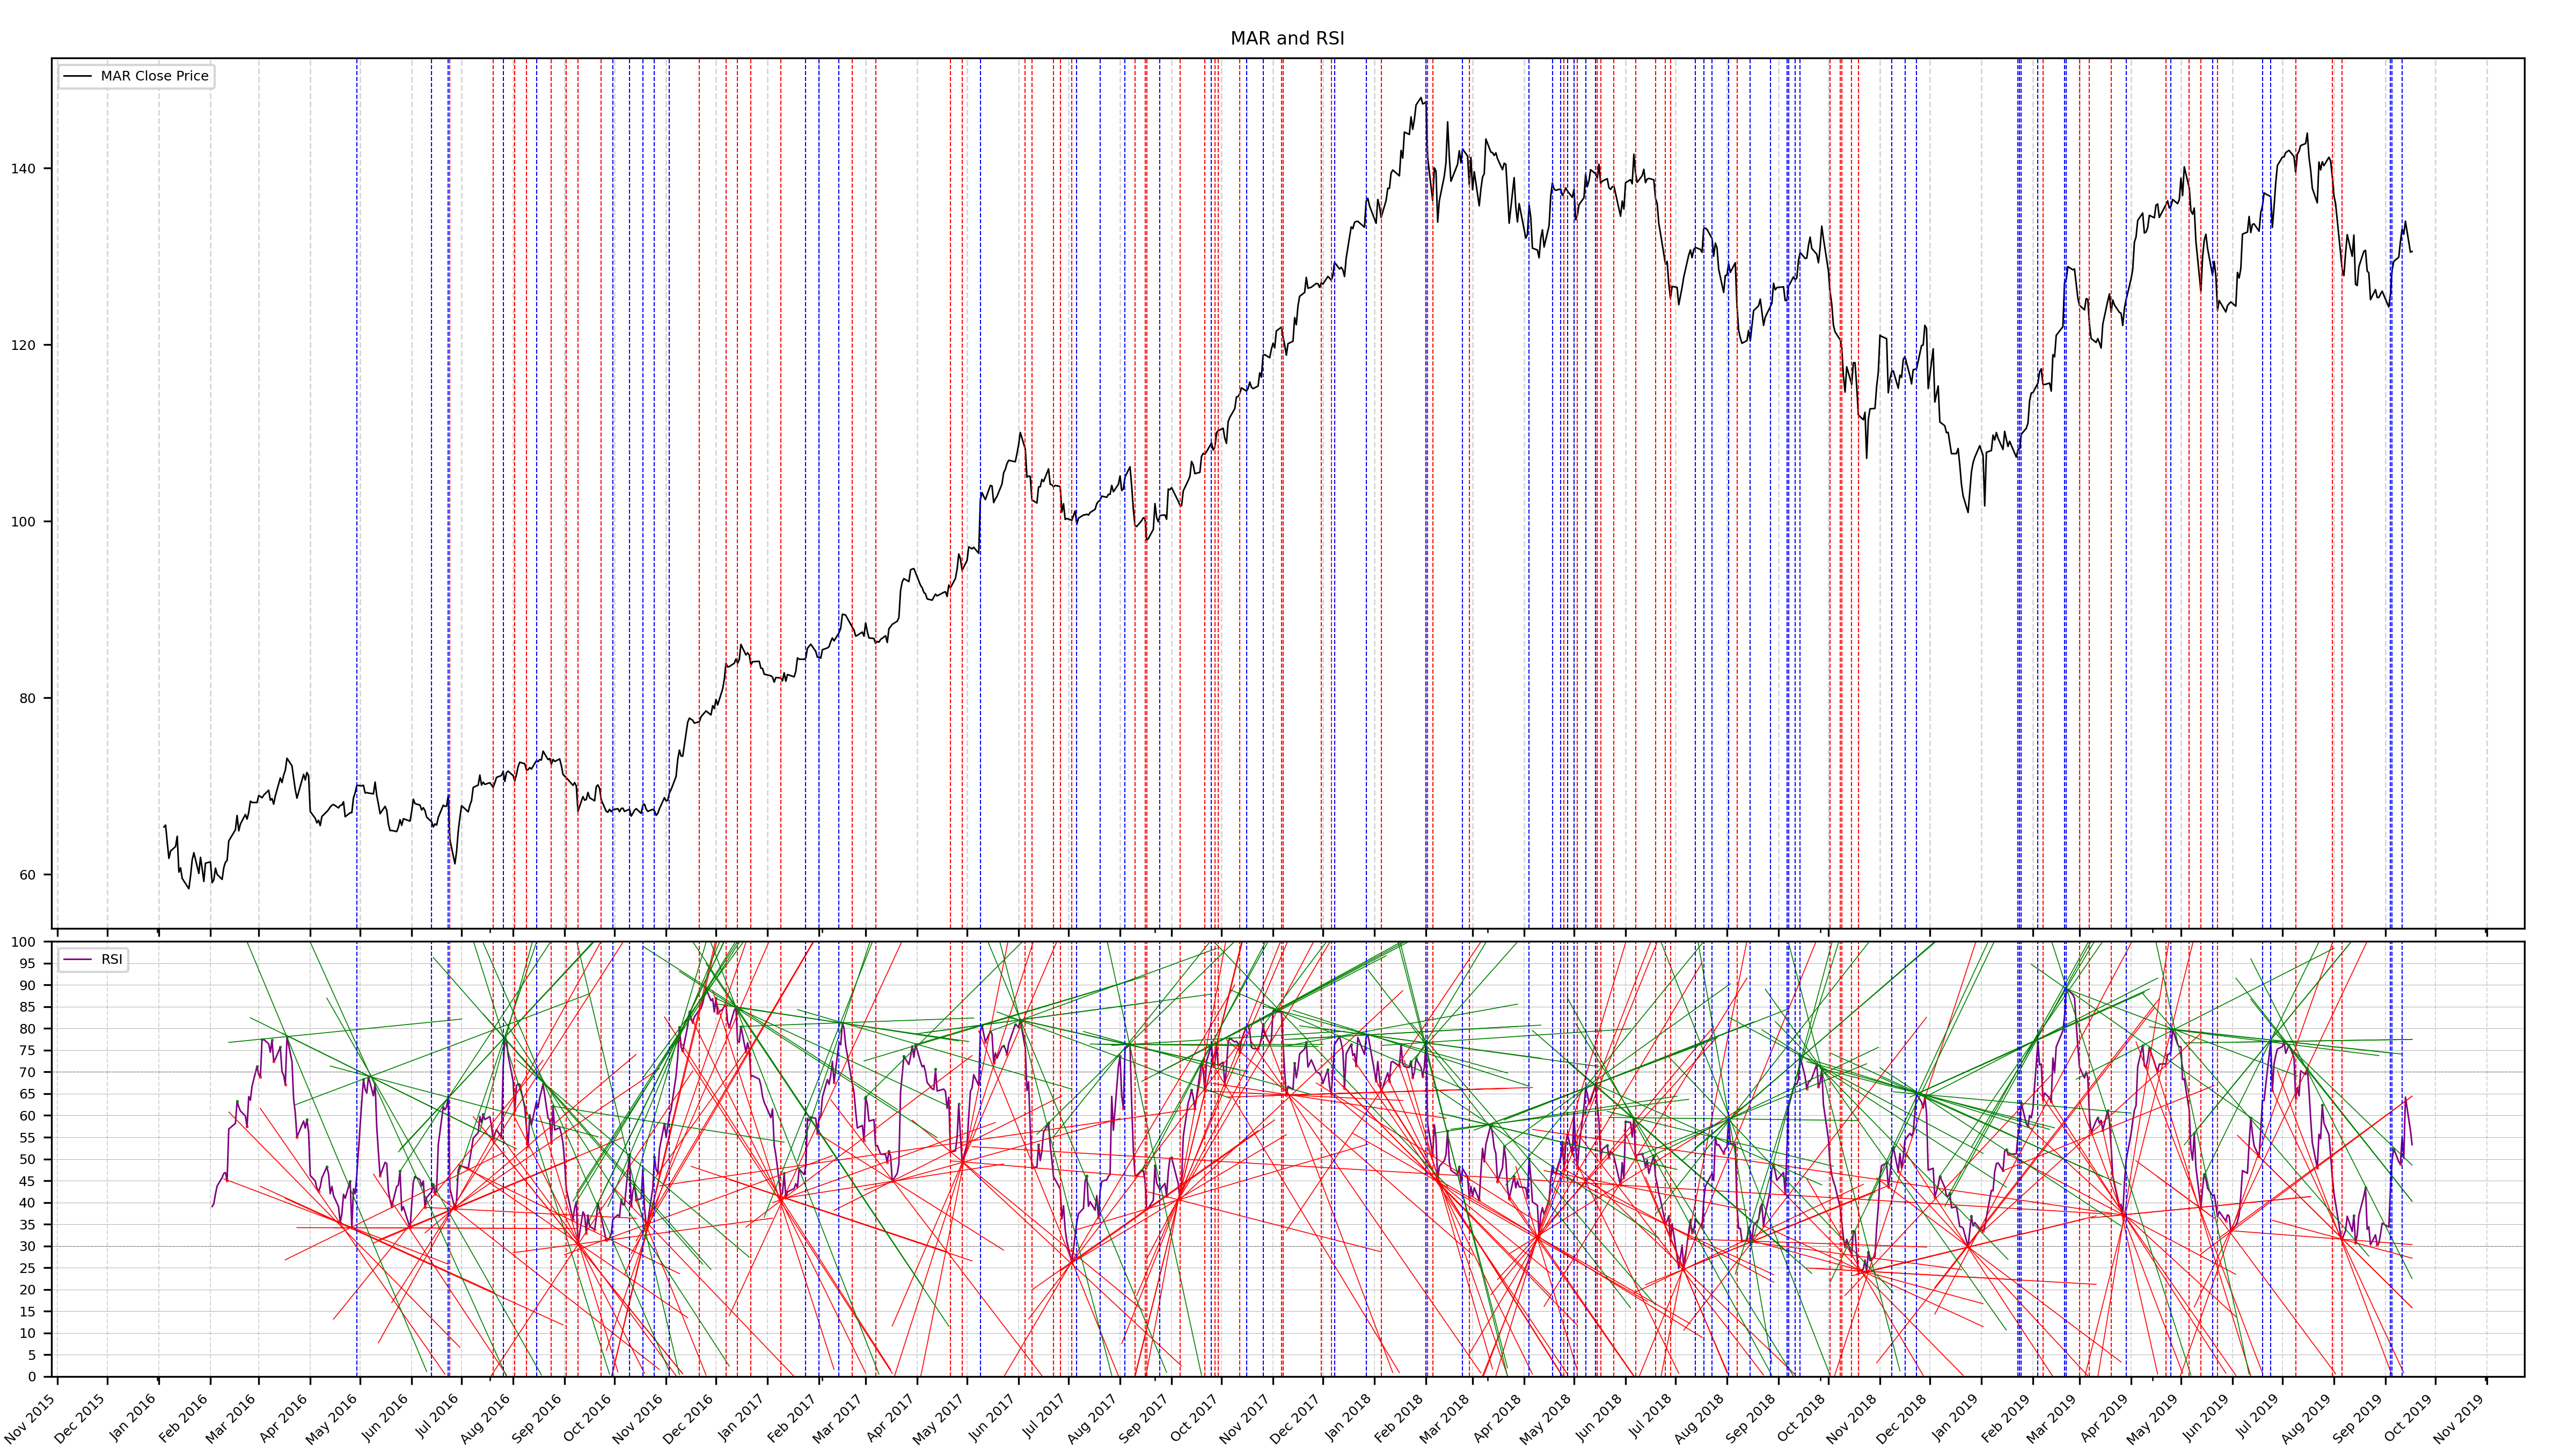 MAR and RSI
MAR Close Price
140
120
100
80
60
RSI
100
95
90
85
80
75
70
65
60
55
50
45
40
35
30
25
20
15
10
5
0
Nov 2015
Dec 2015
Jan 2016
Feb 2016
Mar 2016
Apr 2016
May 2016
Jun 2016
Jul 2016
Aug 2016
Sep 2016
Oct 2016
Nov 2016
Dec 2016
Jan 2017
Feb 2017
Mar 2017
Apr 2017
May 2017
Jun 2017
Jul 2017
Aug 2017
Sep 2017
Oct 2017
Nov 2017
Dec 2017
Jan 2018
Feb 2018
Mar 2018
Apr 2018
May 2018
Jun 2018
Jul 2018
Aug 2018
Sep 2018
Oct 2018
Nov 2018
Dec 2018
Jan 2019
Feb 2019
Mar 2019
Apr 2019
May 2019
Jun 2019
Jul 2019
Aug 2019
Sep 2019
Oct 2019
Nov 2019